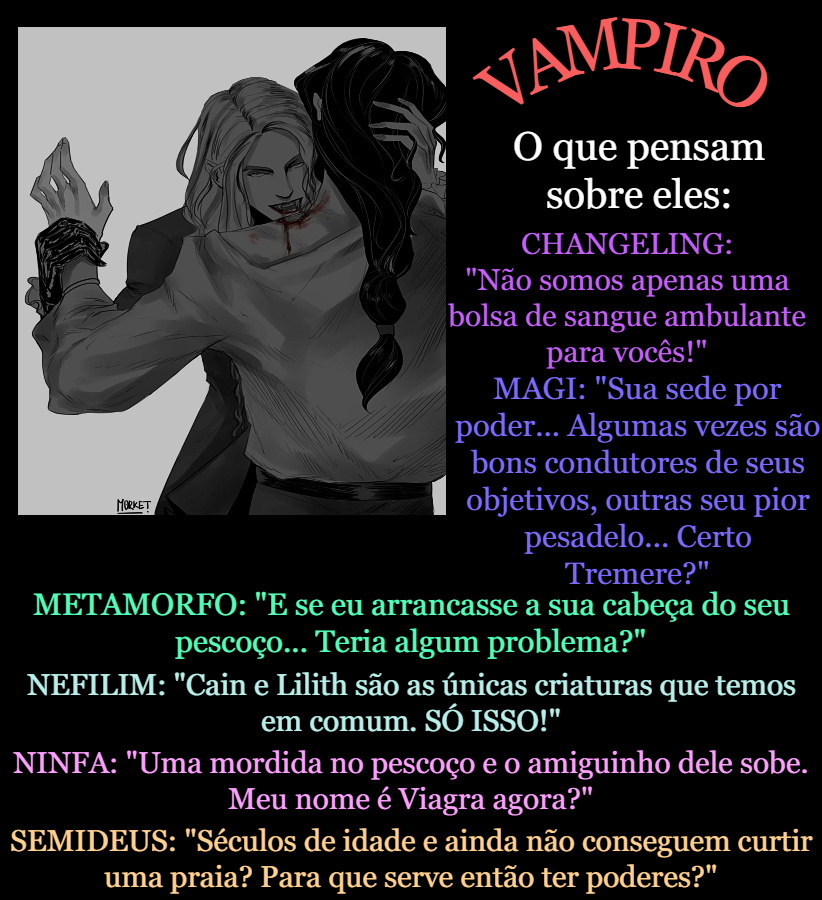 VAMPIRO
O que pensam
sobre eles:
CHANGELING:
"Não somos apenas uma
bolsa de sangue ambulante
para vocês!"
MAGI: "Sua sede por
poder... Algumas vezes são
bons condutores de seus
objetivos, outras seu pior
pesadelo... Certo
Tremere?"
MORKET!
METAMORFO: "E se eu arrancasse a sua cabeça do seu
pescoço... Teria algum problema?"
NEFILIM: "Cain e Lilith são as únicas criaturas que temos
em comum. SÓ ISSO!"
NINFA: "Uma mordida no pescoço e o amiguinho dele sobe.
Meu nome é Viagra agora?"
SEMIDEUS: "Séculos de idade e ainda não conseguem curtir
uma praia? Para que serve então ter poderes?"